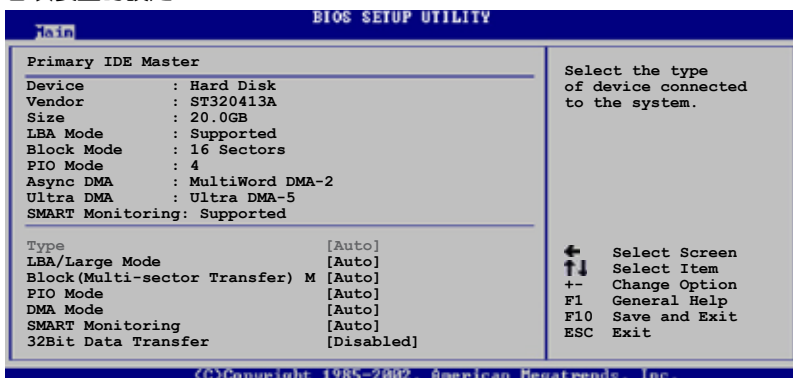 BIOS SETUP UTILITY
Main
Primary IDE Master
Device : Hard Disk
Vendor : ST320413A
Size : 20.0GB
LBA Mode : Supported
Block Mode : 16 Sectors
PIO Mode : 4
Async DMA : MultiWord DMA-2
Ultra DMA : Ultra DMA-5
SMART Monitoring: Supported
Type [Auto]
LBA/Large Mode [Auto]
Block(Multi-sector Transfer) M [Auto]
PIO Mode [Auto]
DMA Mode [Auto]
SMART Monitoring [Auto]
32Bit Data Transfer [Disabled]
Select the type
of device connected
to the system.
← Select Screen
↑↓ Select Item
+- Change Option
F1 General Help
F10 Save and Exit
ESC Exit
(C)Copyright 1985-2002, American Megatrends, Inc.